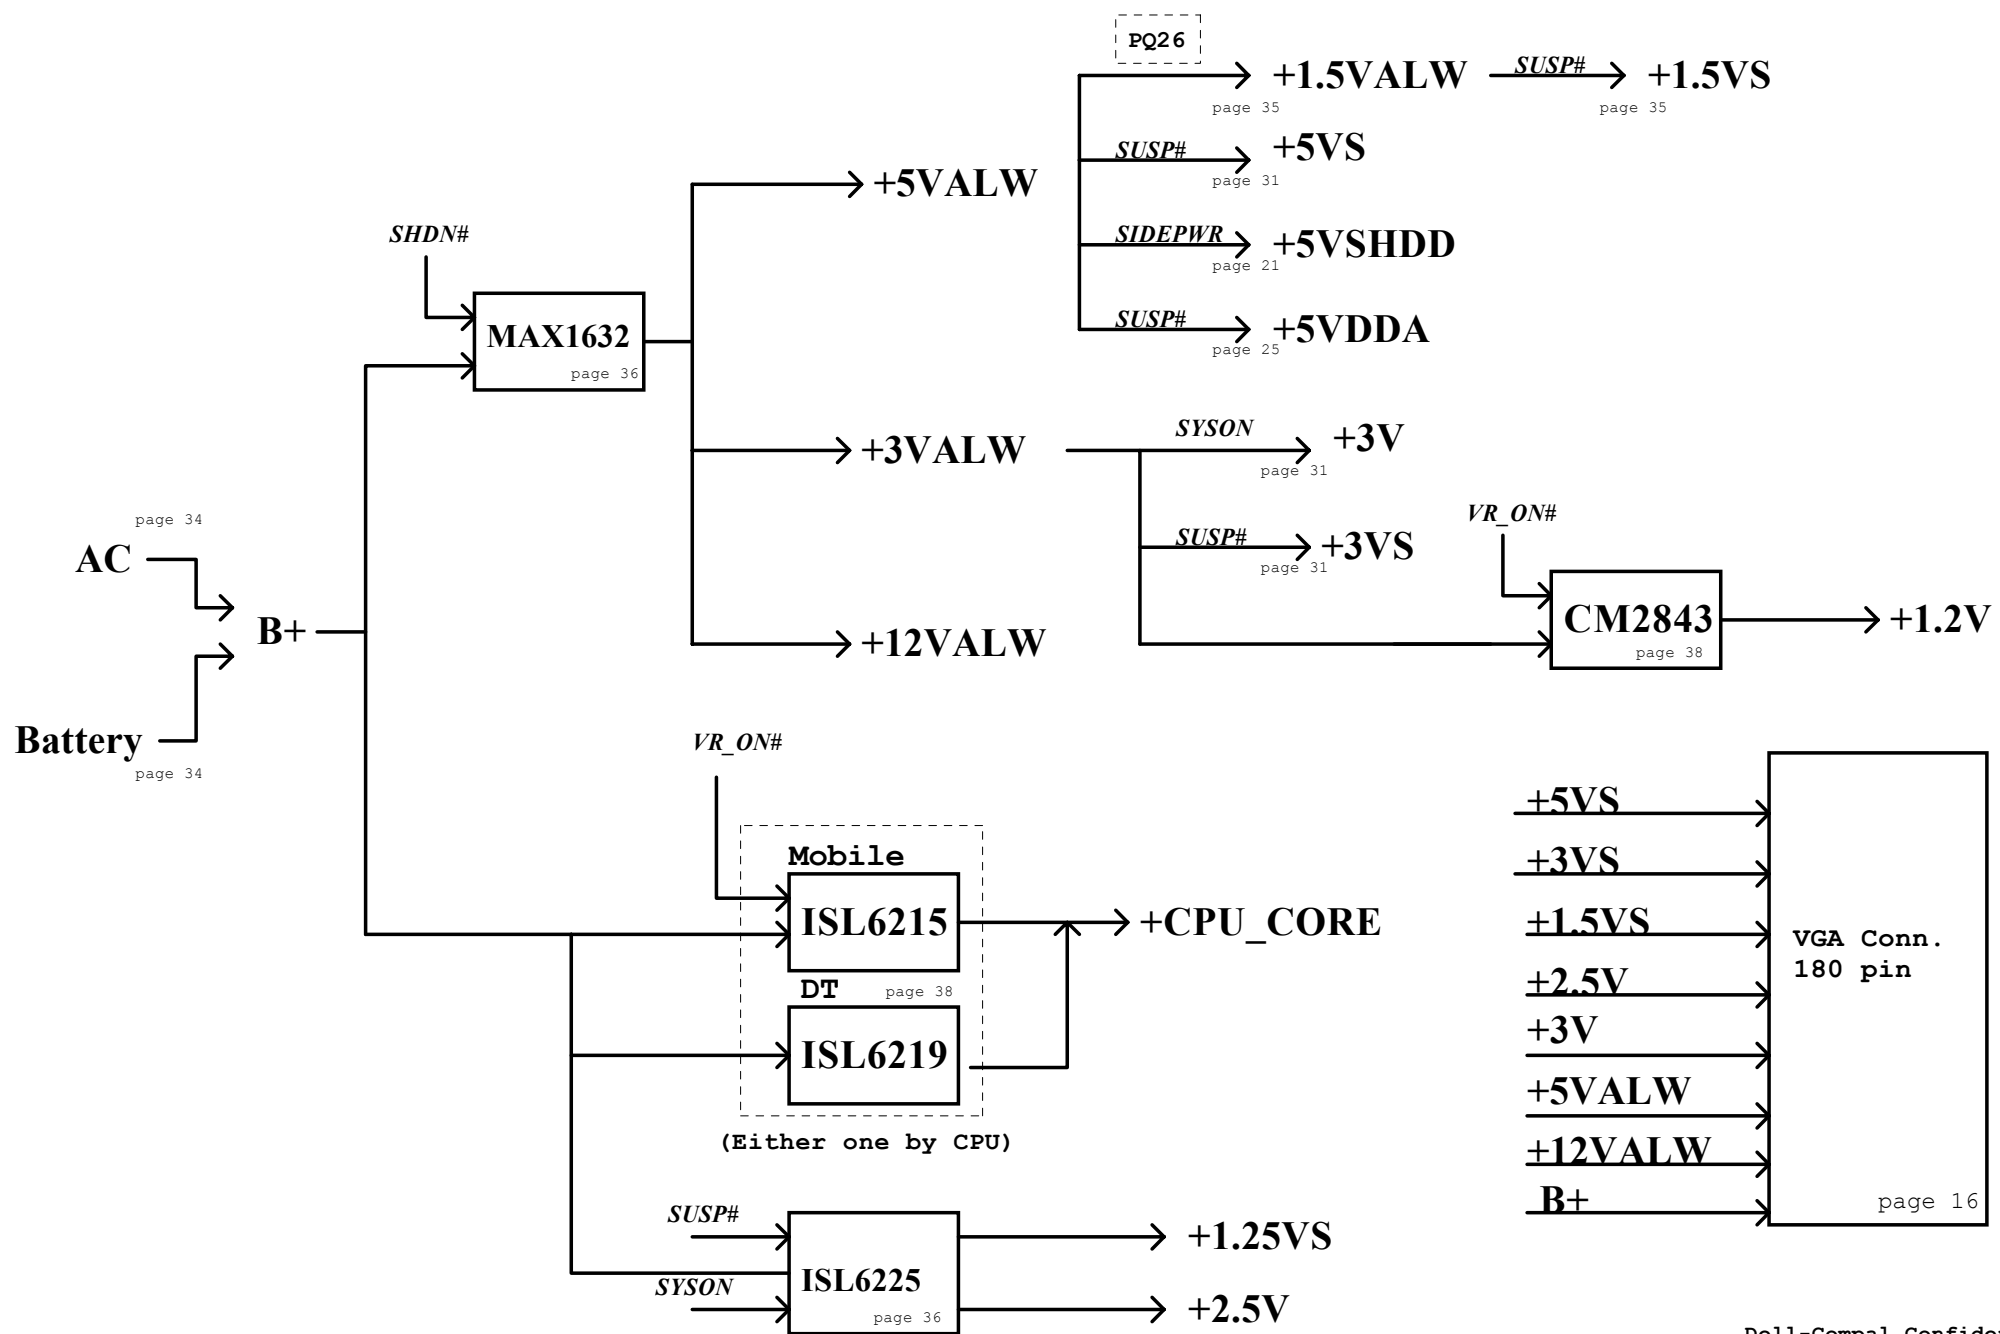 PQ26
+1.5VALW
page 35
SUSP#
+1.5VS
page 35
SUSP#
+5VS
page 31
+5VALW
SIDEPWR
+5VSHDD
page 21
SUSP#
+5VDDA
page 25
SHDN#
MAX1632
page 36
+3VALW
SYSON
+3V
page 31
SUSP#
+3VS
page 31
VR_ON#
CM2843
page 38
+1.2V
+12VALW
page 34
AC
B+
Battery
page 34
VR_ON#
Mobile
ISL6215
DT
page 38
ISL6219
(Either one by CPU)
+CPU_CORE
SUSP#
SYSON
ISL6225
page 36
+1.25VS
+2.5V
+5VS
+3VS
+1.5VS
+2.5V
+3V
+5VALW
+12VALW
B+
VGA Conn.
180 pin
page 16